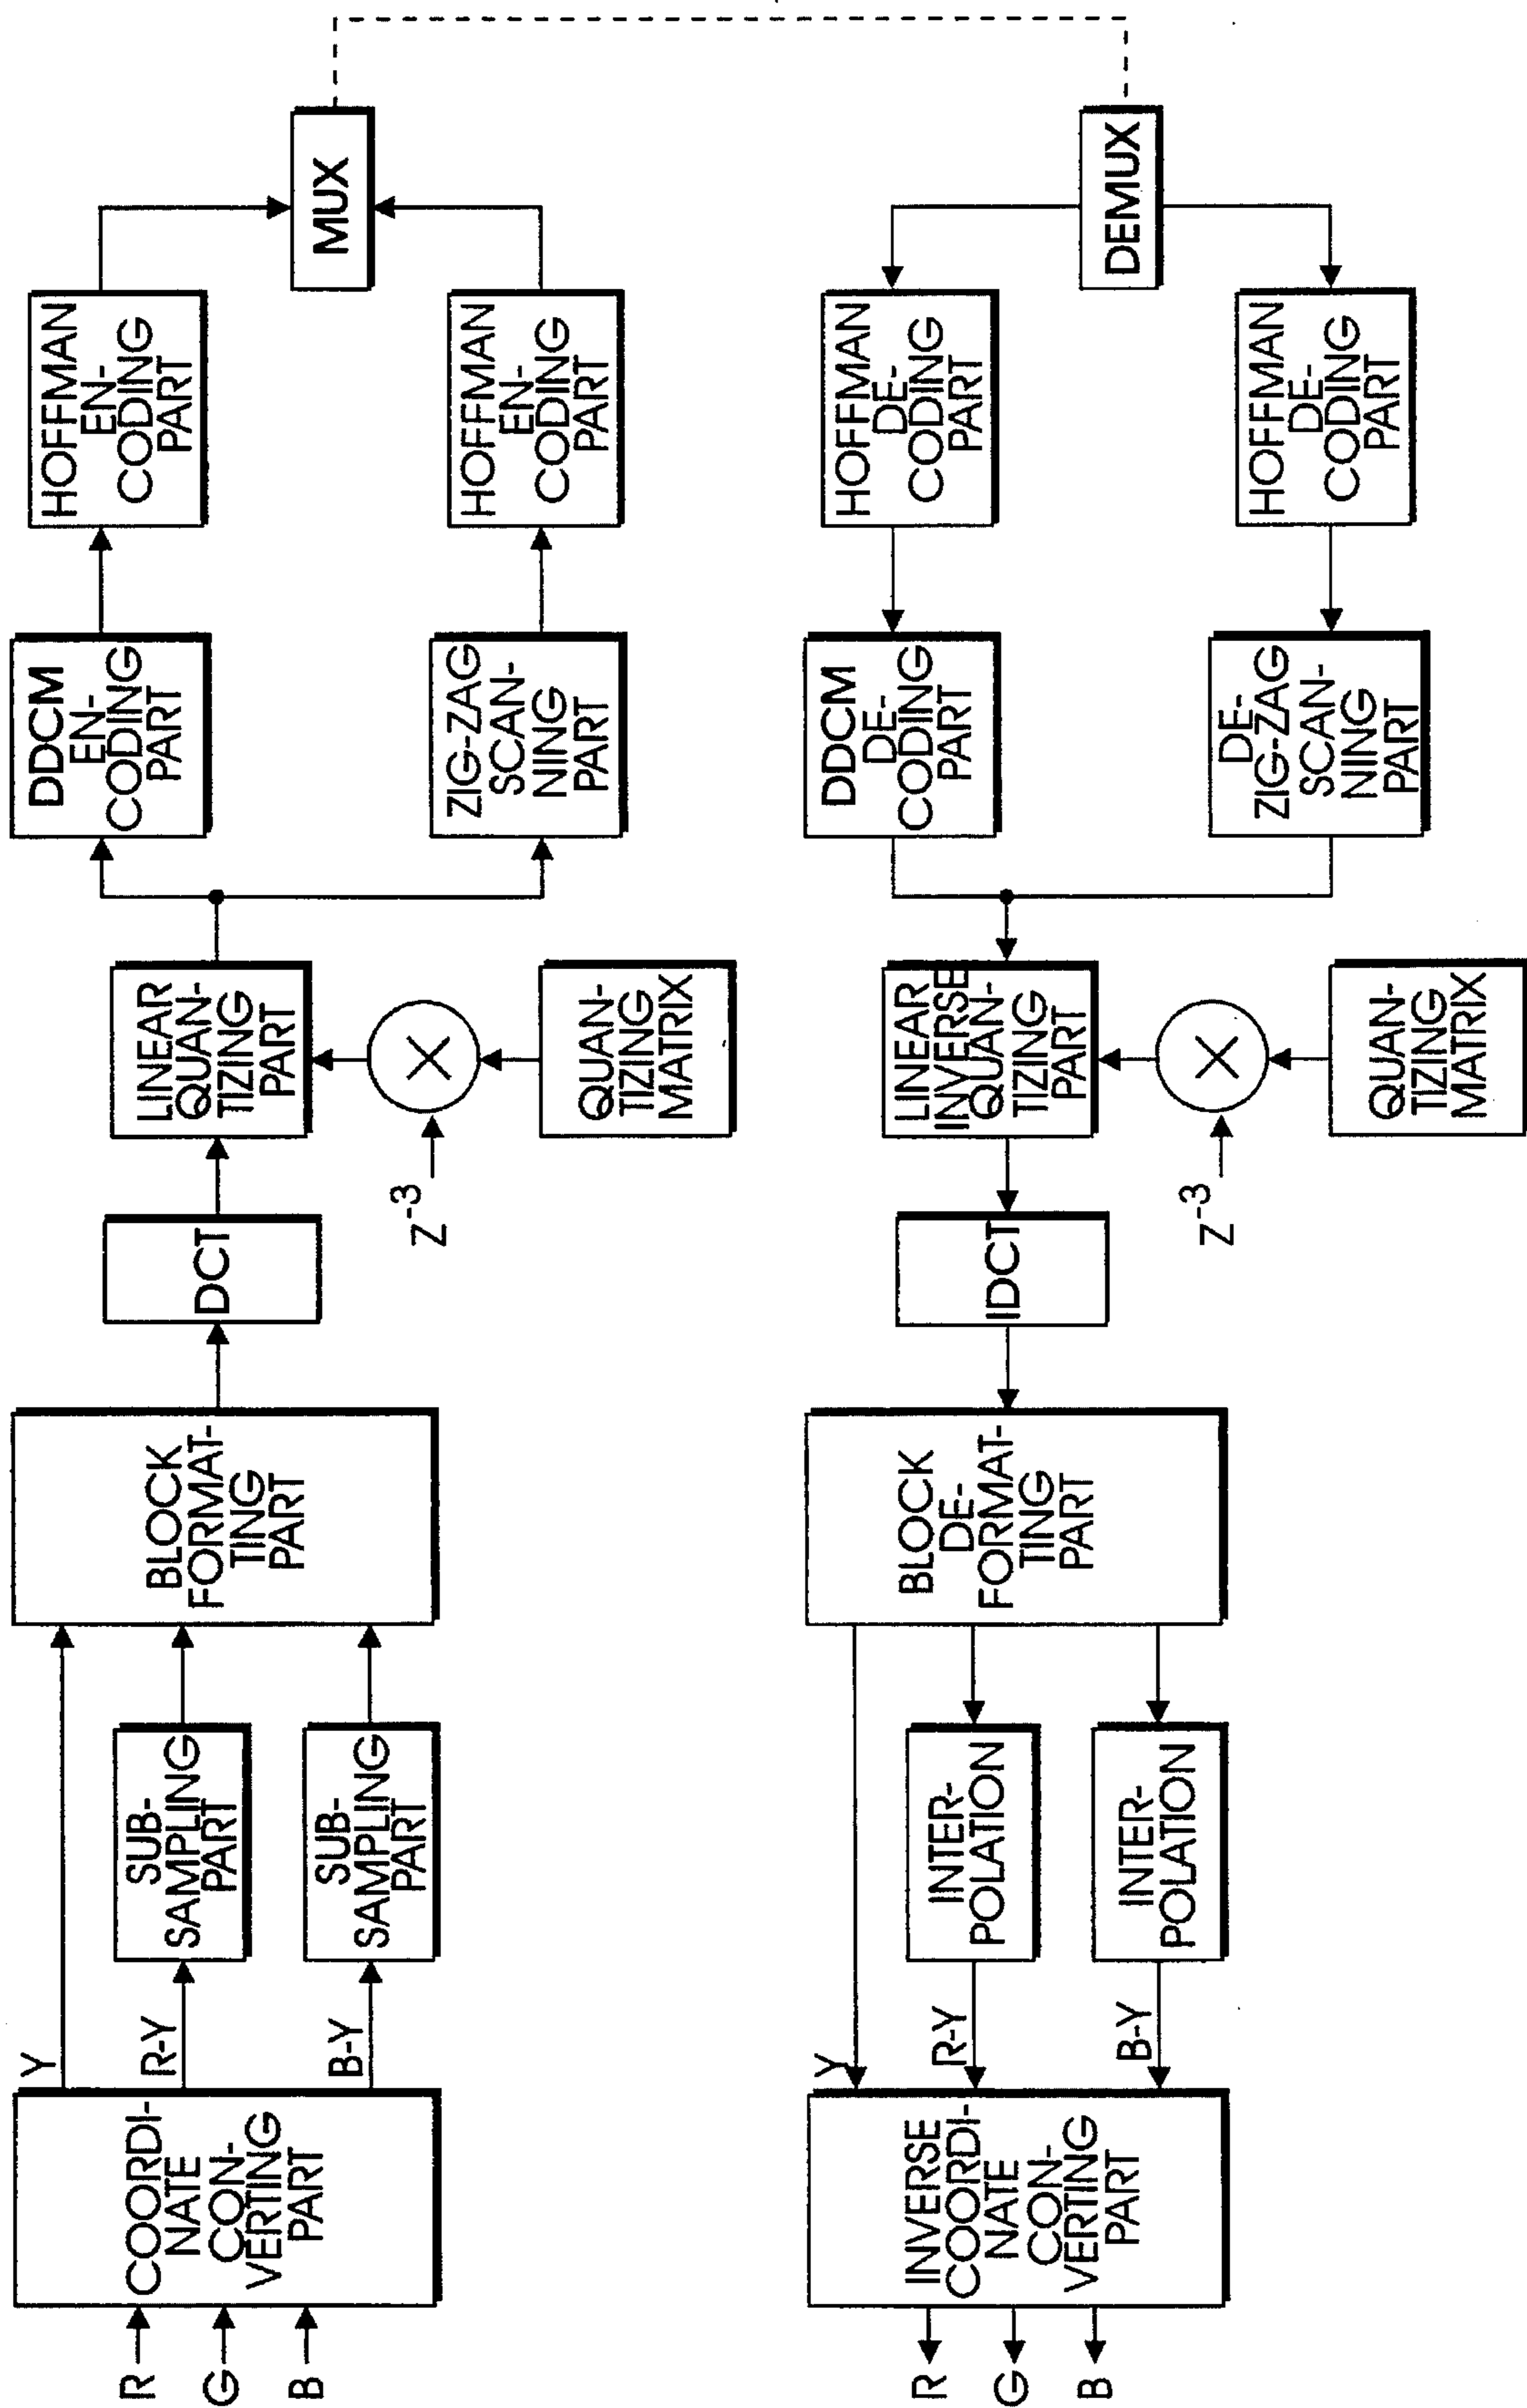 R
G
B
COORDI-
NATE
CON-
VERTING
PART
Y
R-Y
B-Y
SUB-
SAMPLING
PART
SUB-
SAMPLING
PART
BLOCK
FORMAT-
TING
PART
DCT
LINEAR
QUAN-
TIZING
PART
Z⁻³
QUAN-
TIZING
MATRIX
DDCM
EN-
CODING
PART
ZIG-ZAG
SCAN-
NING
PART
HOFFMAN
EN-
CODING
PART
HOFFMAN
EN-
CODING
PART
MUX
R
G
B
INVERSE
COORDI-
NATE
CON-
VERTING
PART
Y
R-Y
B-Y
INTER-
POLATION
INTER-
POLATION
BLOCK
DE-
FORMAT-
TING
PART
IDCT
LINEAR
INVERSE
QUAN-
TIZING
PART
Z⁻³
QUAN-
TIZING
MATRIX
DDCM
DE-
CODING
PART
DE-
ZIG-ZAG
SCAN-
NING
PART
HOFFMAN
DE-
CODING
PART
HOFFMAN
DE-
CODING
PART
DEMUX